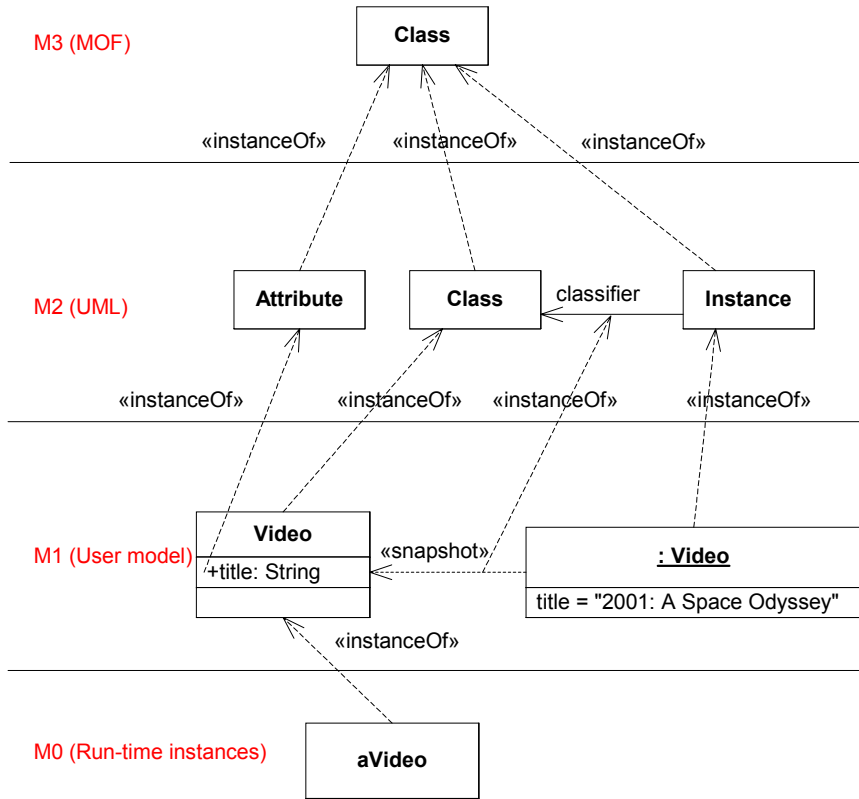 Class
M3 (MOF)
«instanceOf»
«instanceOf»
«instanceOf»
Attribute
Class
classifier
Instance
M2 (UML)
«instanceOf»
«instanceOf»
«instanceOf»
«instanceOf»
Video
«snapshot»
: Video
M1 (User model)
+title: String
title = "2001: A Space Odyssey"
«instanceOf»
M0 (Run-time instances)
aVideo